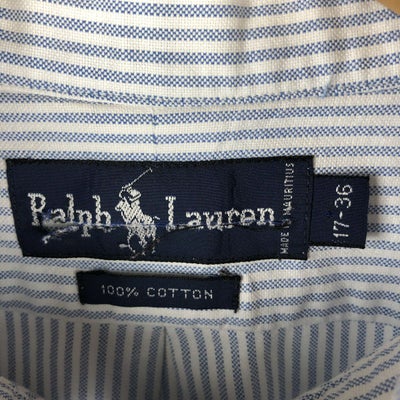 Ralph Lauren
MADE IN MAURITIUS
17-36
100% COTTON